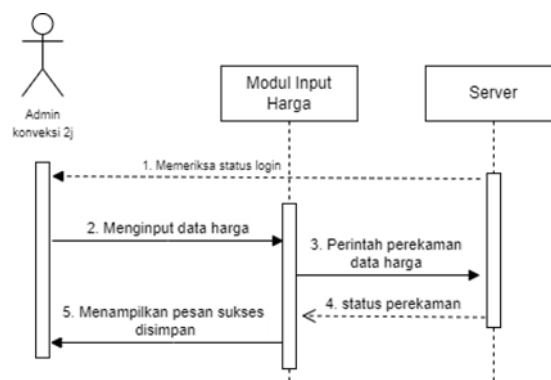 Modul Input
Harga
Server
Admin
konveksi 2j
1. Memeriksa status login
2. Menginput data harga
3. Perintah perekaman
data harga
4. status perekaman
5. Menampilkan pesan sukses
disimpan